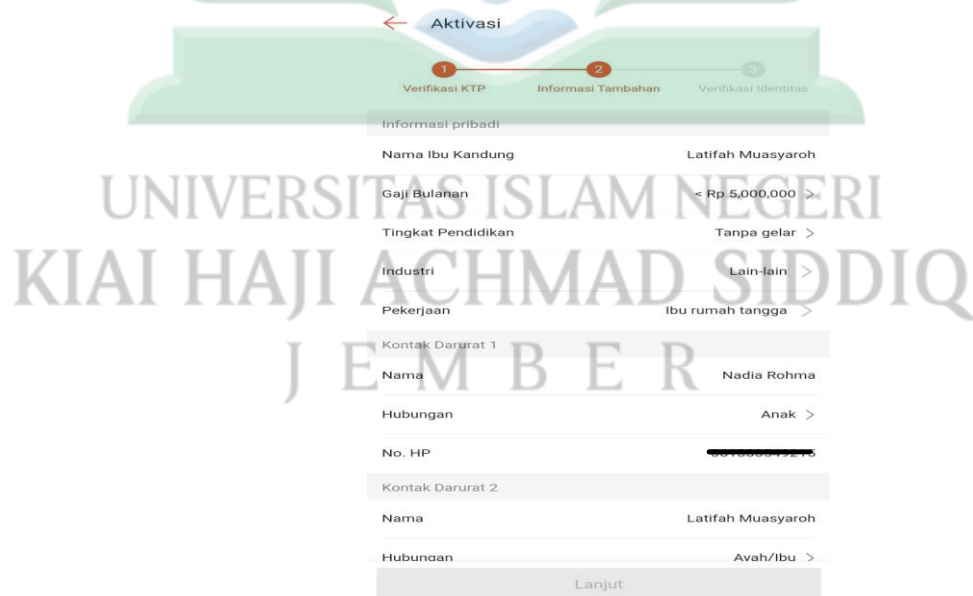 Aktivasi
1 2 3
Verifikasi KTP Informasi Tambahan Verifikasi Identitas
Informasi pribadi
Nama Ibu Kandung Latifah Muasyaroh
UNIVERSITAS ISLAM NEGERI
Gaji Bulanan < Rp 5,000,000 >
Tingkat Pendidikan Tanpa gelar >
KIAI HAJI ACHMAD SIDDIQ
Industri Lain-lain >
Pekerjaan Ibu rumah tangga >
Kontak Darurat 1
JEMBER
Nama Nadia Rohma
Hubungan Anak >
No. HP
Kontak Darurat 2
Nama Latifah Muasyaroh
Hubungan Ayah/Ibu >
Lanjut